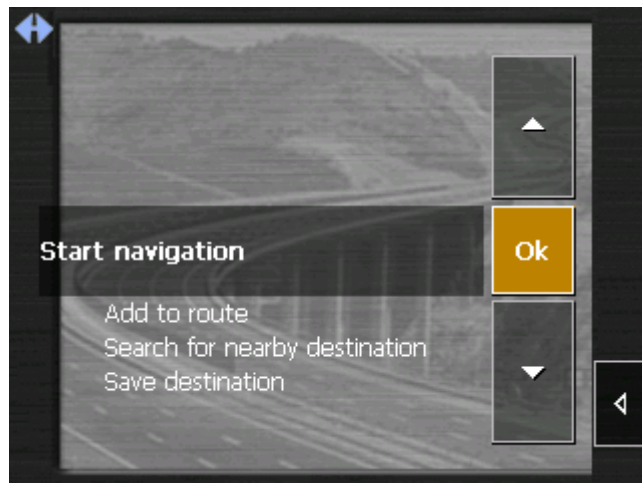 Start navigation
Ok
Add to route
Search for nearby destination
Save destination